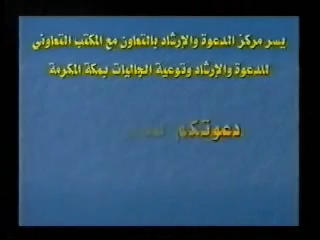 يسر مركز الدعوة والإرشاد بالتعاون مع المكتب التعاوني
للدعوة والإرشاد وتوعية الجاليات بمكة المكرمة
دعوتكم